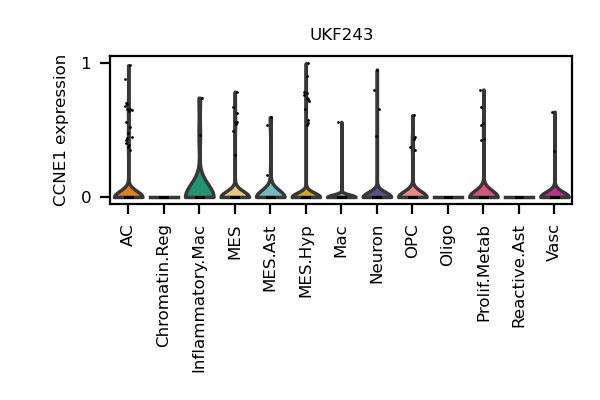 UKF243
CCNE1 expression
1
0
AC
Chromatin.Reg
Inflammatory.Mac
MES
MES.Ast
MES.Hyp
Mac
Neuron
OPC
Oligo
Prolif.Metab
Reactive.Ast
Vasc